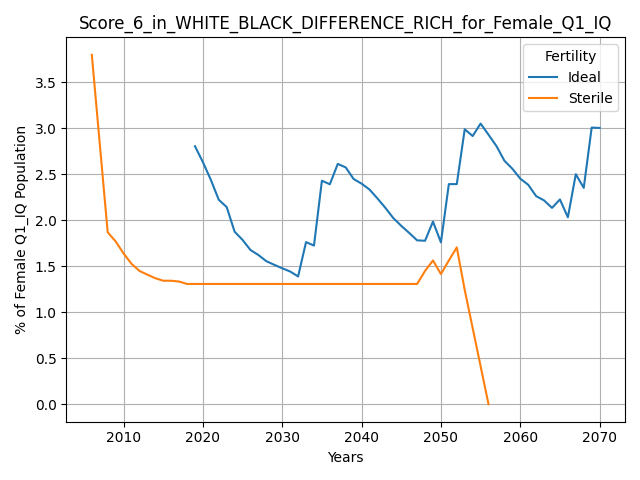 Score_6_in_WHITE_BLACK_DIFFERENCE_RICH_for_Female_Q1_IQ
Fertility
Ideal
Sterile
% of Female Q1_IQ Population
3.5
3.0
2.5
2.0
1.5
1.0
0.5
0.0
2010 2020 2030 2040 2050 2060 2070
Years